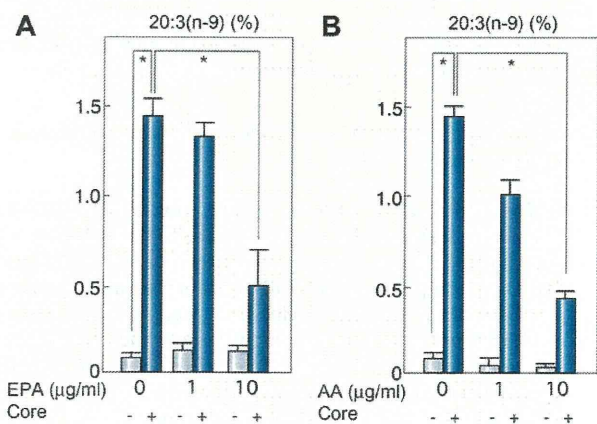 A
20:3(n-9) (%)
* *
1.5
1.0
0.5
0
EPA (μg/ml) 0 1 10
Core - + - + - +
B
20:3(n-9) (%)
* *
1.5
1.0
0.5
0
AA (μg/ml) 0 1 10
Core - + - + - +